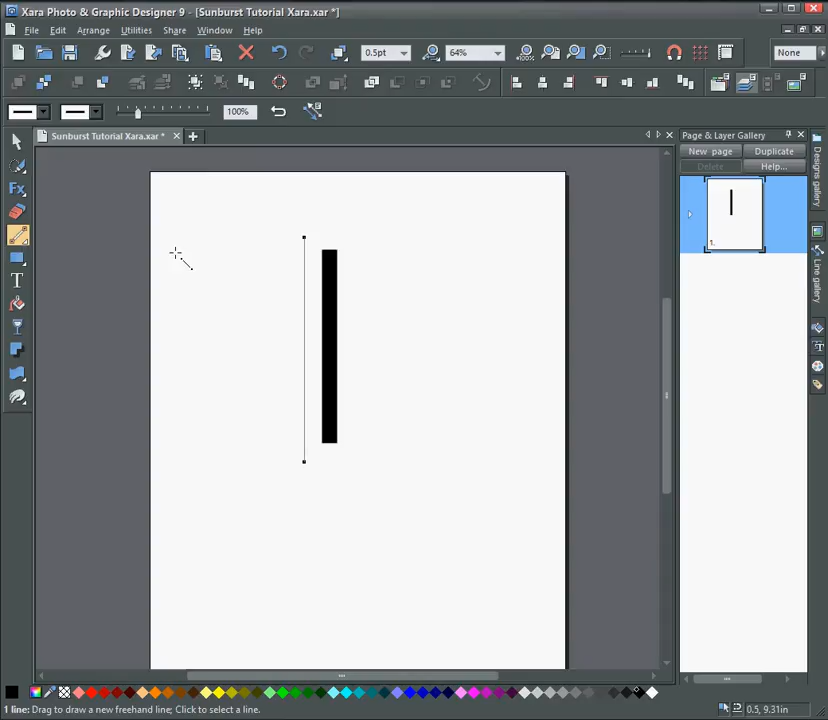 Xara Photo & Graphic Designer 9 - [Sunburst Tutorial Xara.xar *]
File Edit Arrange Utilities Share Window Help
0.5pt 64% None
100%
Sunburst Tutorial Xara.xar *
Page & Layer Gallery
New page Duplicate
Delete Help...
1.
Designs gallery
Line gallery
1 line: Drag to draw a new freehand line; Click to select a line.
0.5, 9.31in